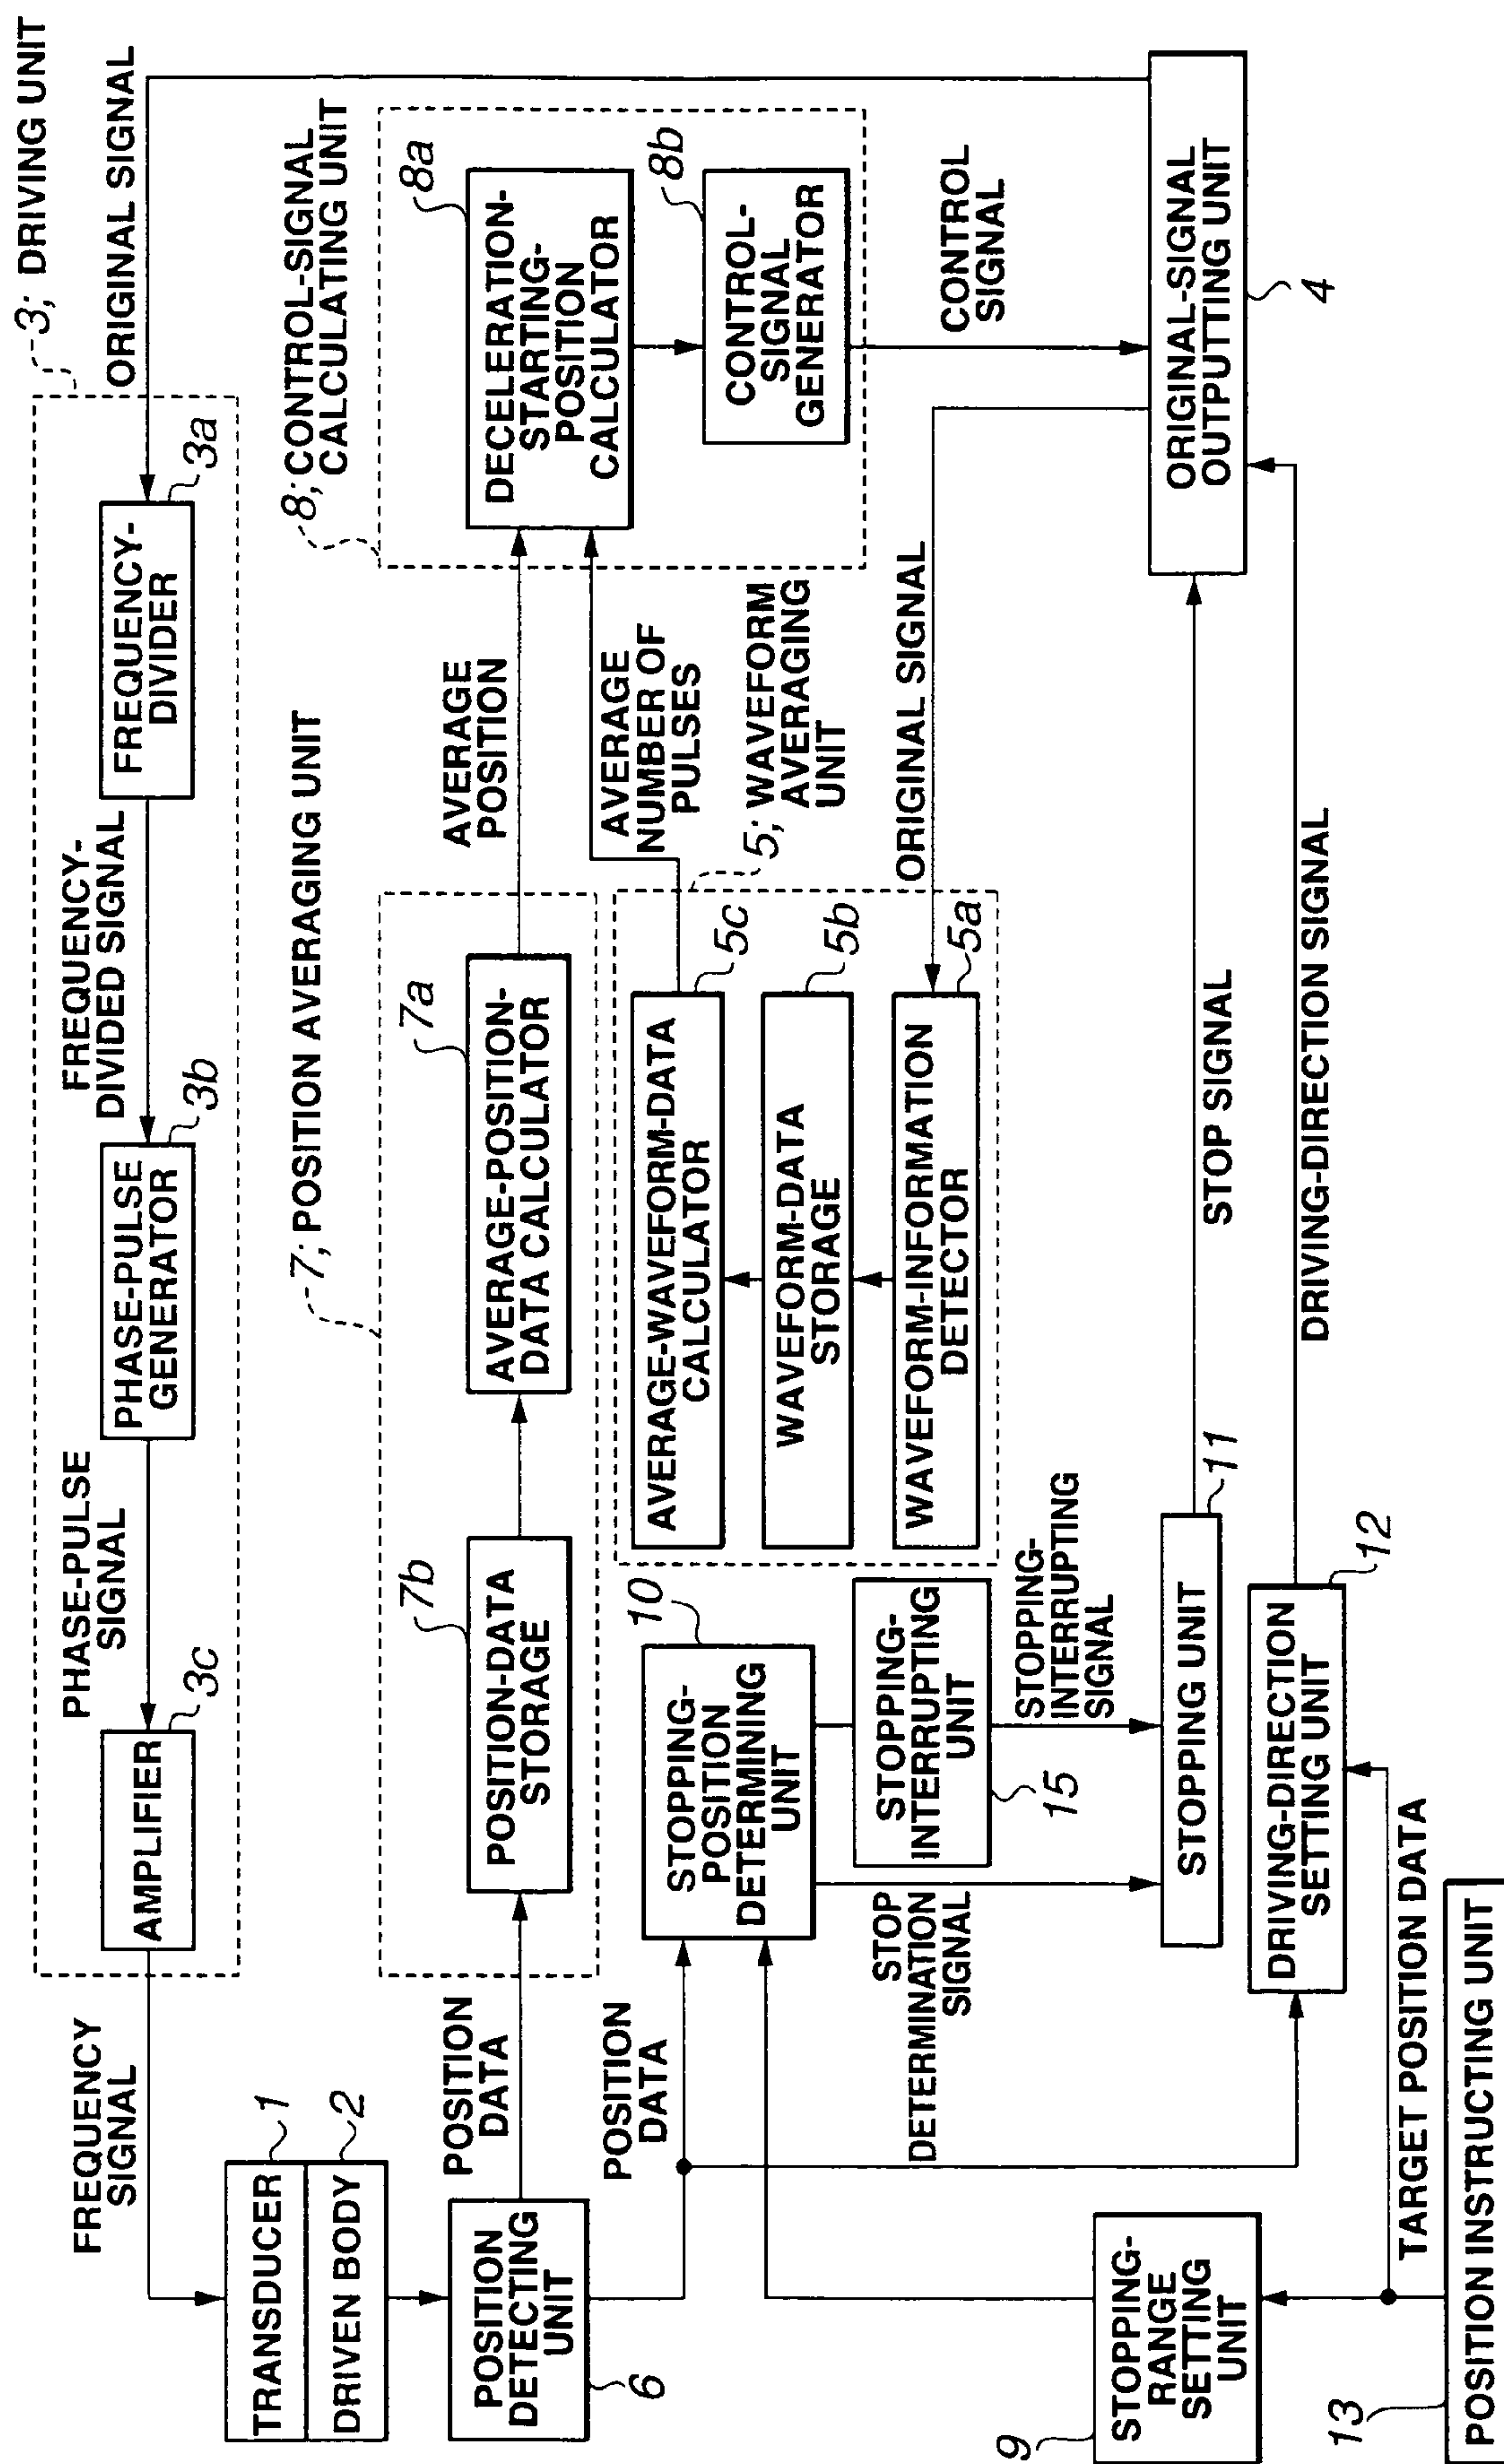 3; DRIVING UNIT
ORIGINAL SIGNAL
3a
FREQUENCY-
DIVIDER
FREQUENCY-
DIVIDED SIGNAL
3b
PHASE-PULSE
GENERATOR
PHASE-PULSE
SIGNAL
3c
AMPLIFIER
FREQUENCY
SIGNAL
TRANSDUCER
1
DRIVEN BODY
2
POSITION
DETECTING
UNIT
6
POSITION
DATA
7; POSITION AVERAGING UNIT
7b
POSITION-DATA
STORAGE
7a
AVERAGE-POSITION-
DATA CALCULATOR
AVERAGE
POSITION
8; CONTROL-SIGNAL
CALCULATING UNIT
8a
DECELERATION-
STARTING-
POSITION
CALCULATOR
8b
CONTROL-
SIGNAL
GENERATOR
CONTROL
SIGNAL
AVERAGE
NUMBER OF
PULSES
5; WAVEFORM
AVERAGING
UNIT
5c
AVERAGE-WAVEFORM-DATA
CALCULATOR
5b
WAVEFORM-DATA
STORAGE
5a
WAVEFORM-INFORMATION
DETECTOR
ORIGINAL SIGNAL
ORIGINAL-SIGNAL
OUTPUTTING UNIT
4
POSITION
DATA
10
STOPPING-
POSITION
DETERMINING
UNIT
STOPPING-
INTERRUPTING
UNIT
15
STOPPING-
INTERRUPTING
SIGNAL
STOP
DETERMINATION
SIGNAL
STOPPING UNIT
11
STOP SIGNAL
DRIVING-DIRECTION
SETTING UNIT
12
DRIVING-DIRECTION SIGNAL
STOPPING-
RANGE
SETTING
UNIT
9
TARGET POSITION DATA
POSITION INSTRUCTING UNIT
13